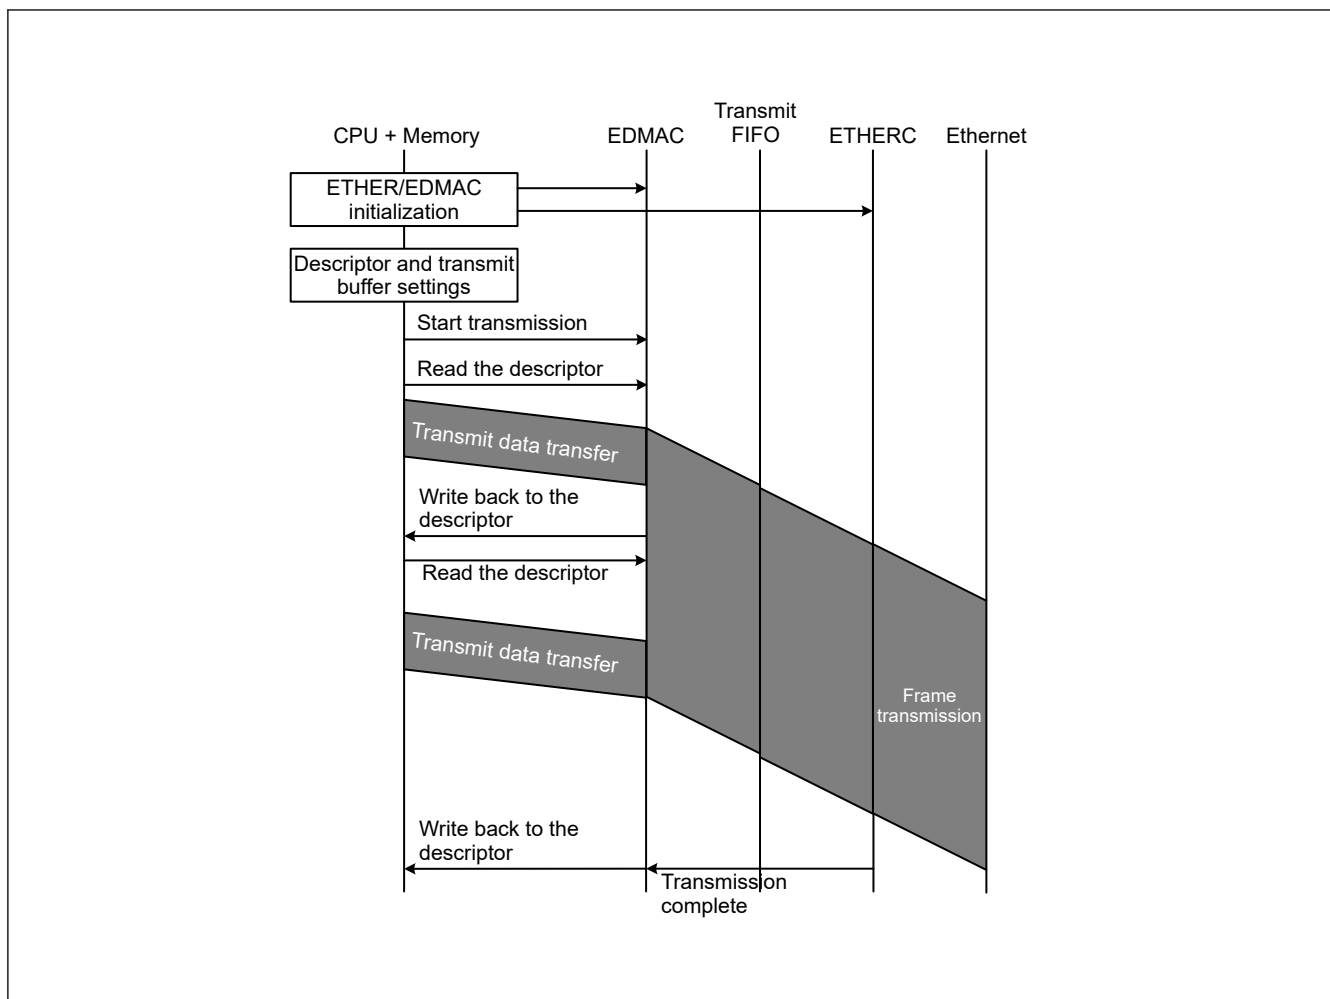 Transmit
CPU + Memory EDMAC FIFO ETHERC Ethernet
ETHER/EDMAC
initialization
Descriptor and transmit
buffer settings
Start transmission
Read the descriptor
Transmit data transfer
Write back to the
descriptor
Read the descriptor
Transmit data transfer
Frame
transmission
Write back to the
descriptor
Transmission
complete